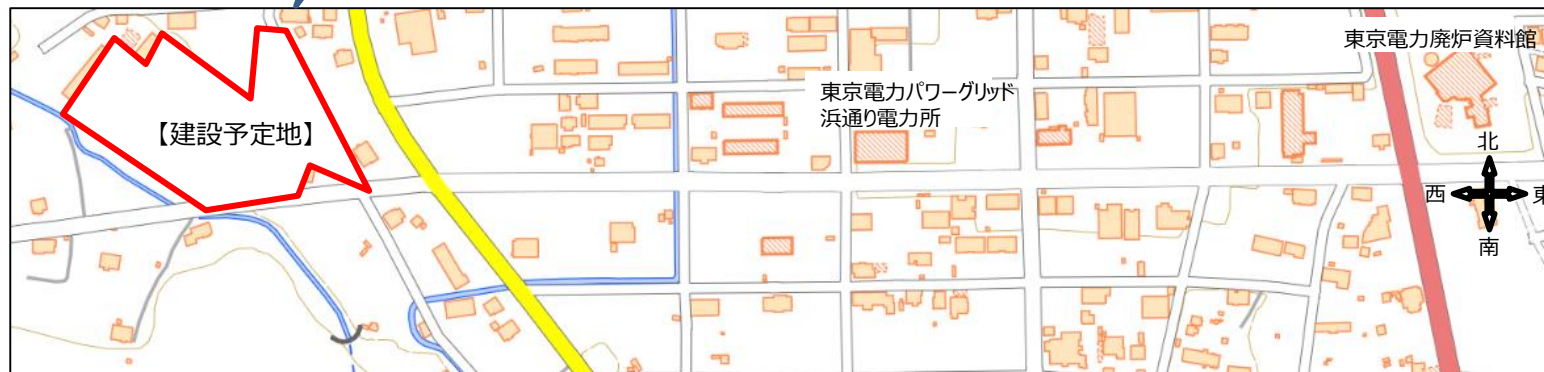 東京電力廃炉資料館
東京電力パワーグリッド
浜通り電力所
【建設予定地】
北
西
東
南